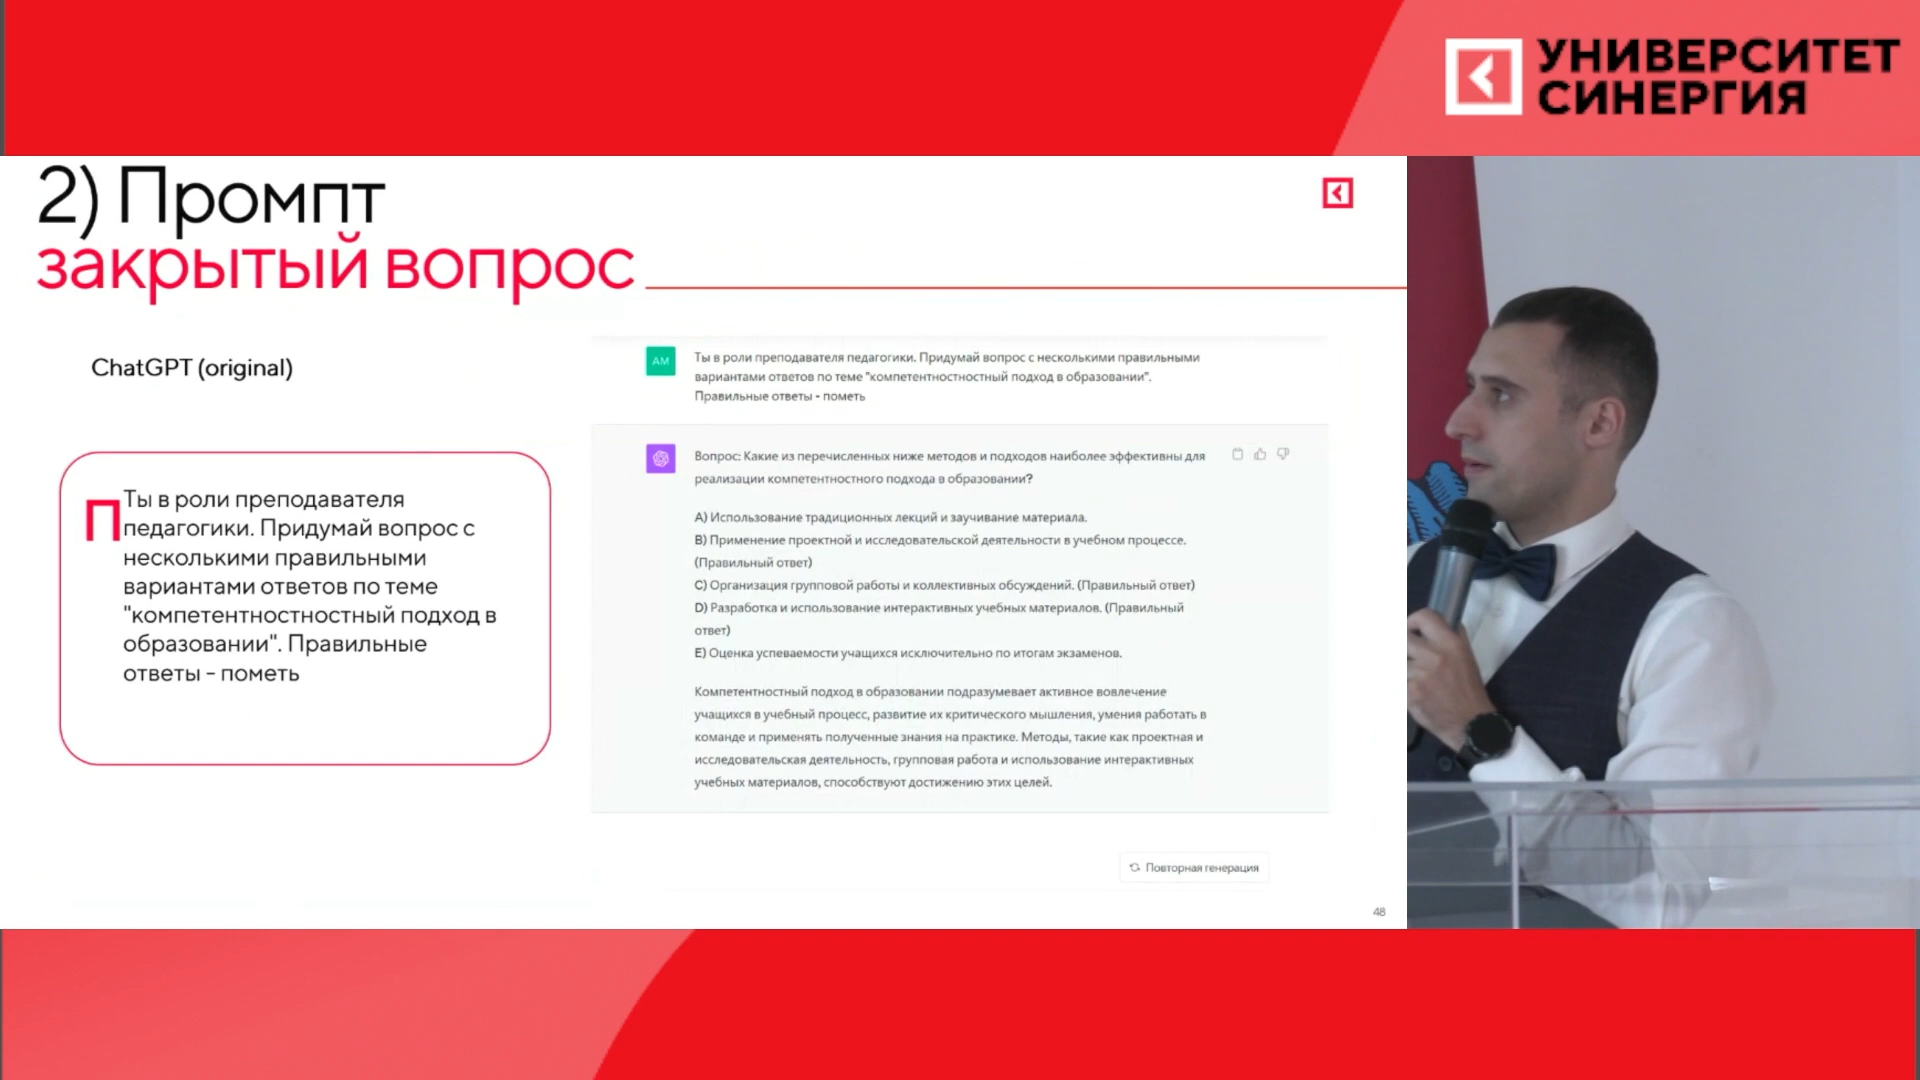 УНИВЕРСИТЕТ
СИНЕРГИЯ
2) Промпт
закрытый вопрос
ChatGPT (original)
П
Ты в роли преподавателя
педагогики. Придумай вопрос с
несколькими правильными
вариантами ответов по теме
"компетентностностный подход в
образовании". Правильные
ответы - пометь
AM
Ты в роли преподавателя педагогики. Придумай вопрос с несколькими правильными
вариантами ответов по теме "компетентностностный подход в образовании".
Правильные ответы - пометь
Вопрос: Какие из перечисленных ниже методов и подходов наиболее эффективны для
реализации компетентностного подхода в образовании?
A) Использование традиционных лекций и заучивание материала.
B) Применение проектной и исследовательской деятельности в учебном процессе.
(Правильный ответ)
C) Организация групповой работы и коллективных обсуждений. (Правильный ответ)
D) Разработка и использование интерактивных учебных материалов. (Правильный
ответ)
E) Оценка успеваемости учащихся исключительно по итогам экзаменов.
Компетентностный подход в образовании подразумевает активное вовлечение
учащихся в учебный процесс, развитие их критического мышления, умения работать в
команде и применять полученные знания на практике. Методы, такие как проектная и
исследовательская деятельность, групповая работа и использование интерактивных
учебных материалов, способствуют достижению этих целей.
Повторная генерация
48